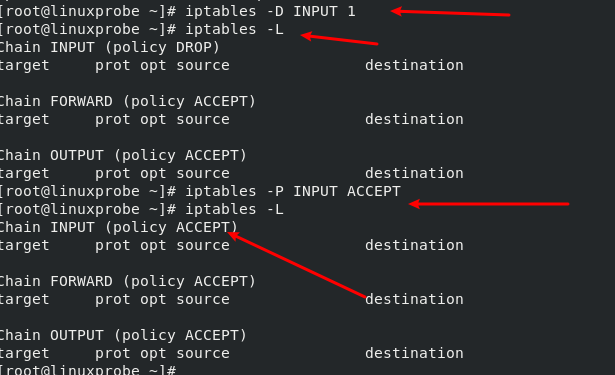 [root@linuxprobe ~]# iptables -D INPUT 1
[root@linuxprobe ~]# iptables -L
Chain INPUT (policy DROP)
target     prot opt source               destination
Chain FORWARD (policy ACCEPT)
target     prot opt source               destination
Chain OUTPUT (policy ACCEPT)
target     prot opt source               destination
[root@linuxprobe ~]# iptables -P INPUT ACCEPT
[root@linuxprobe ~]# iptables -L
Chain INPUT (policy ACCEPT)
target     prot opt source               destination
Chain FORWARD (policy ACCEPT)
target     prot opt source               destination
Chain OUTPUT (policy ACCEPT)
target     prot opt source               destination
[root@linuxprobe ~]#